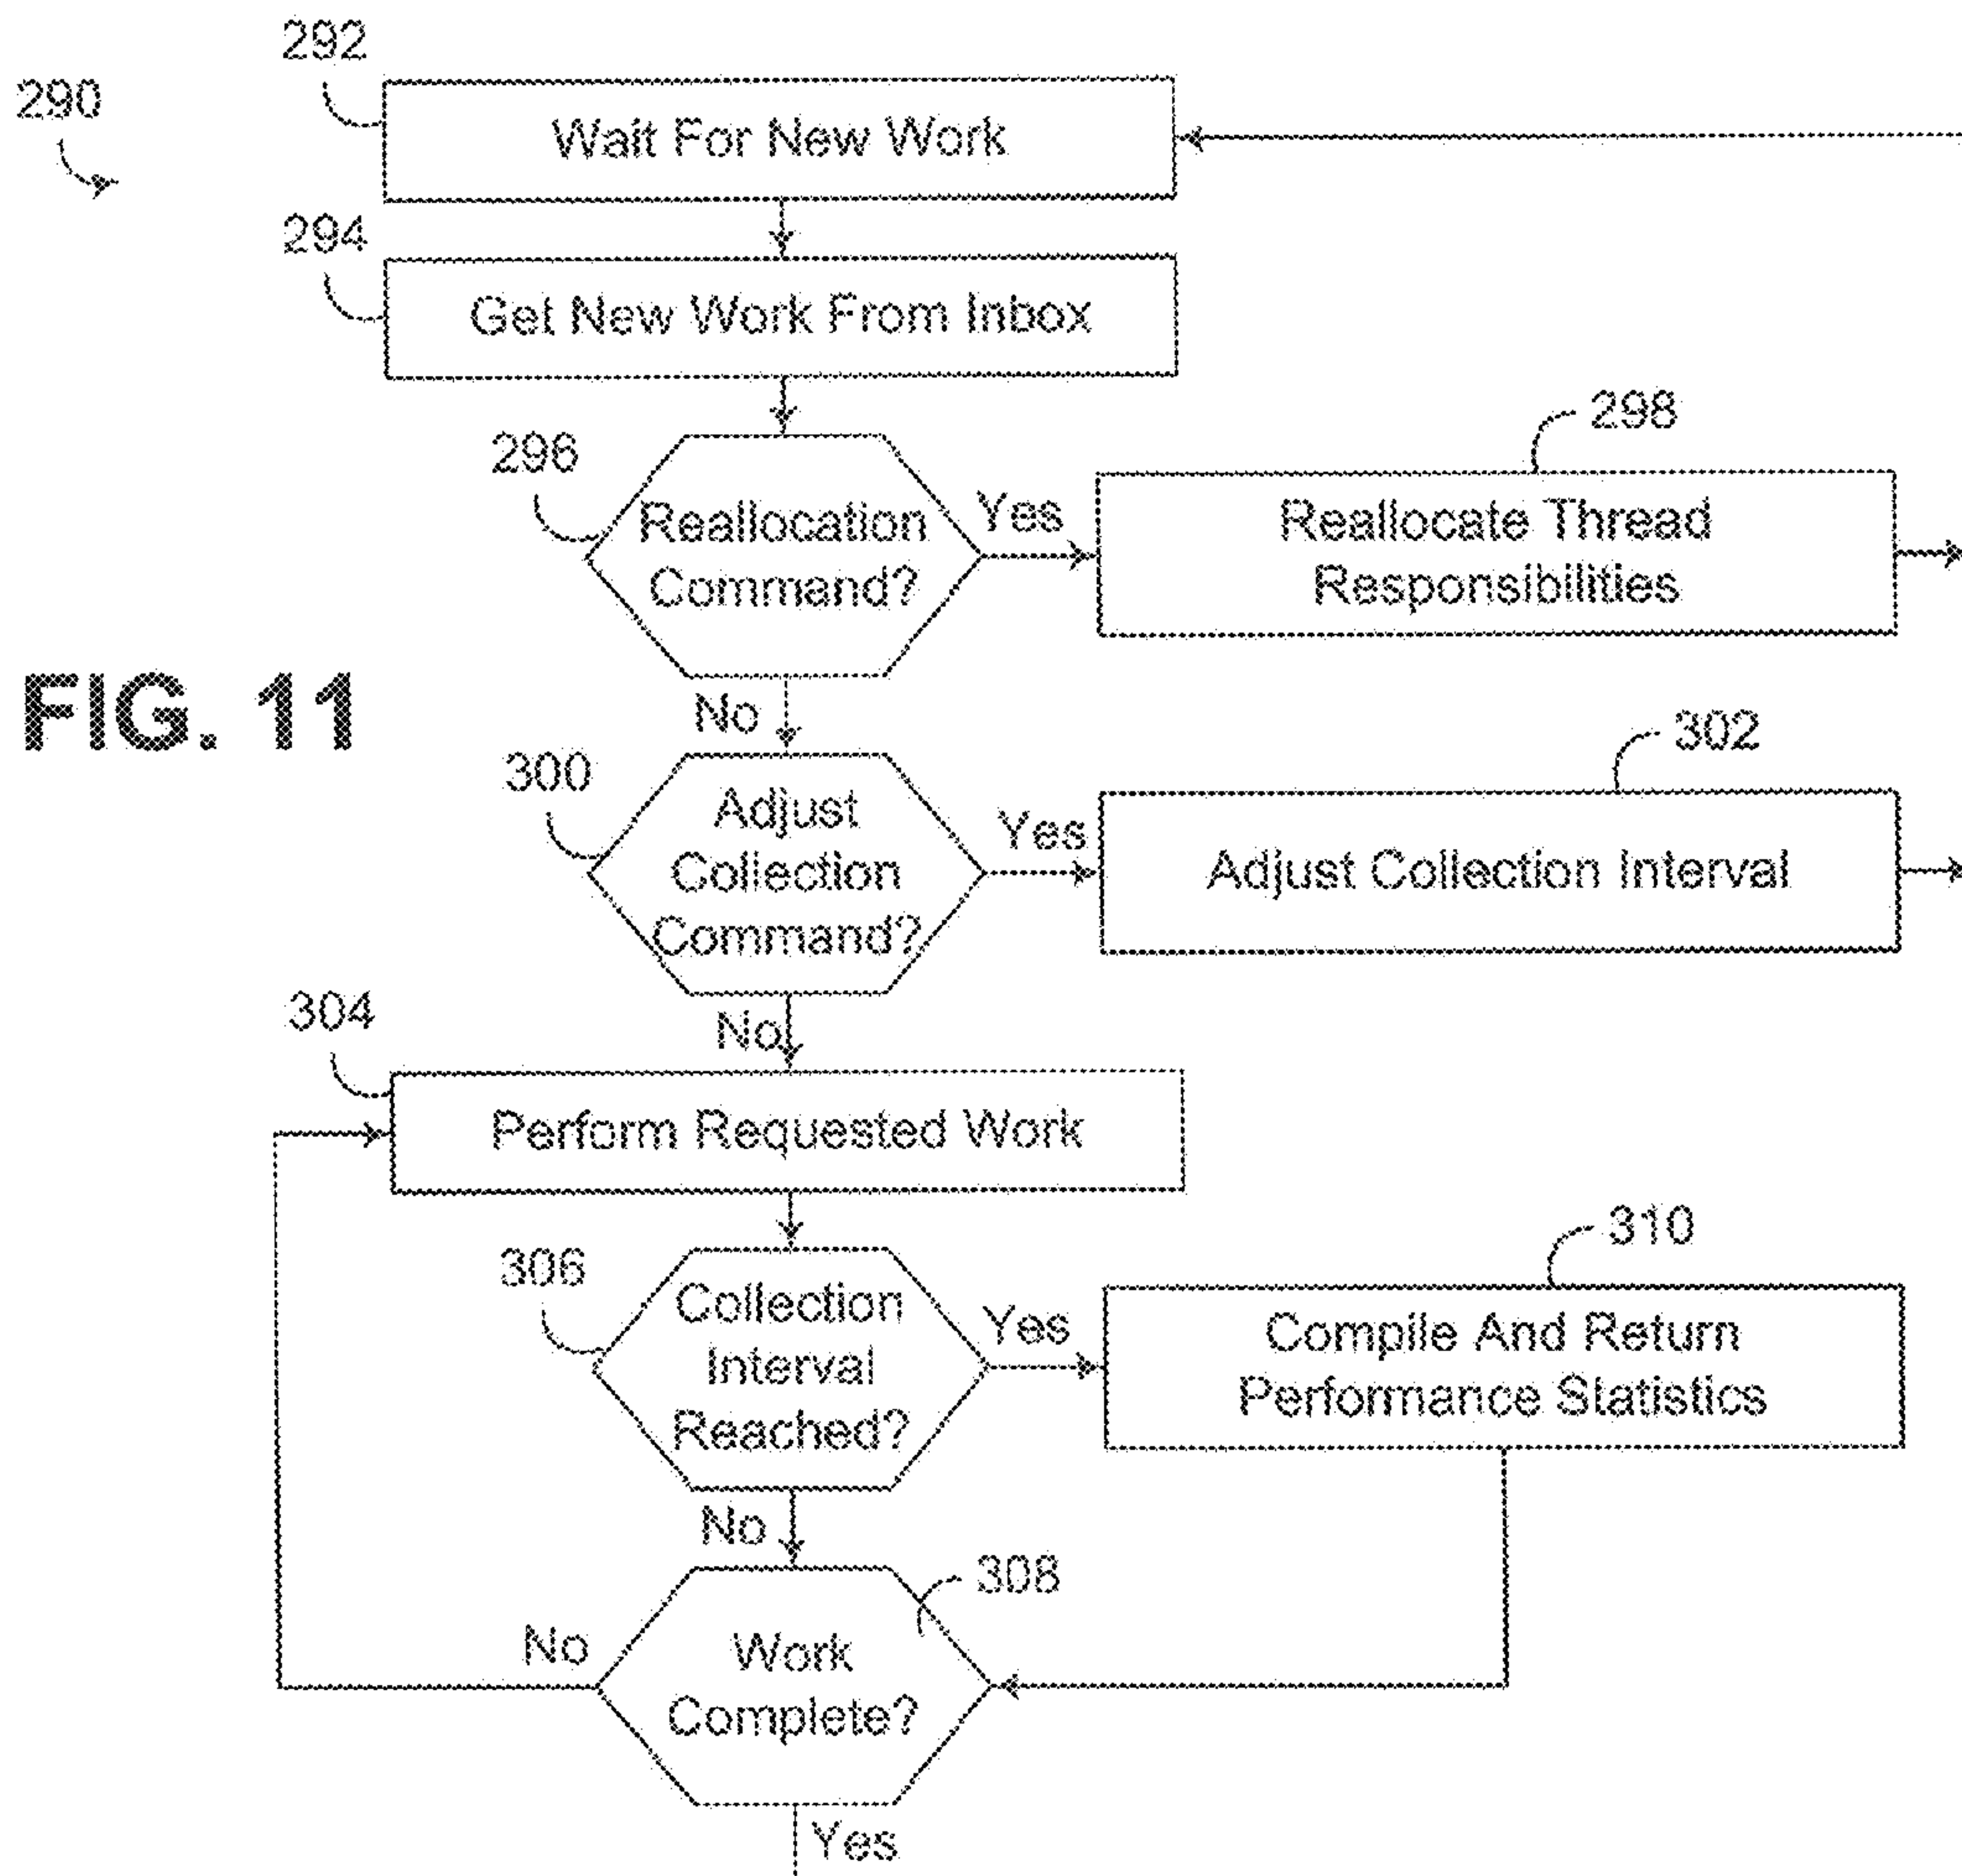 292
290
Wait For New Work
294
Get New Work From Inbox
298
296
Reallocation
Command?
Yes
Reallocate Thread
Responsibilities
FIG. 11
No
302
300
Adjust
Collection
Command?
Yes
Adjust Collection Interval
304
No
Perform Requested Work
310
306
Collection
Interval
Reached?
Yes
Compile And Return
Performance Statistics
No
308
No
Work
Complete?
Yes